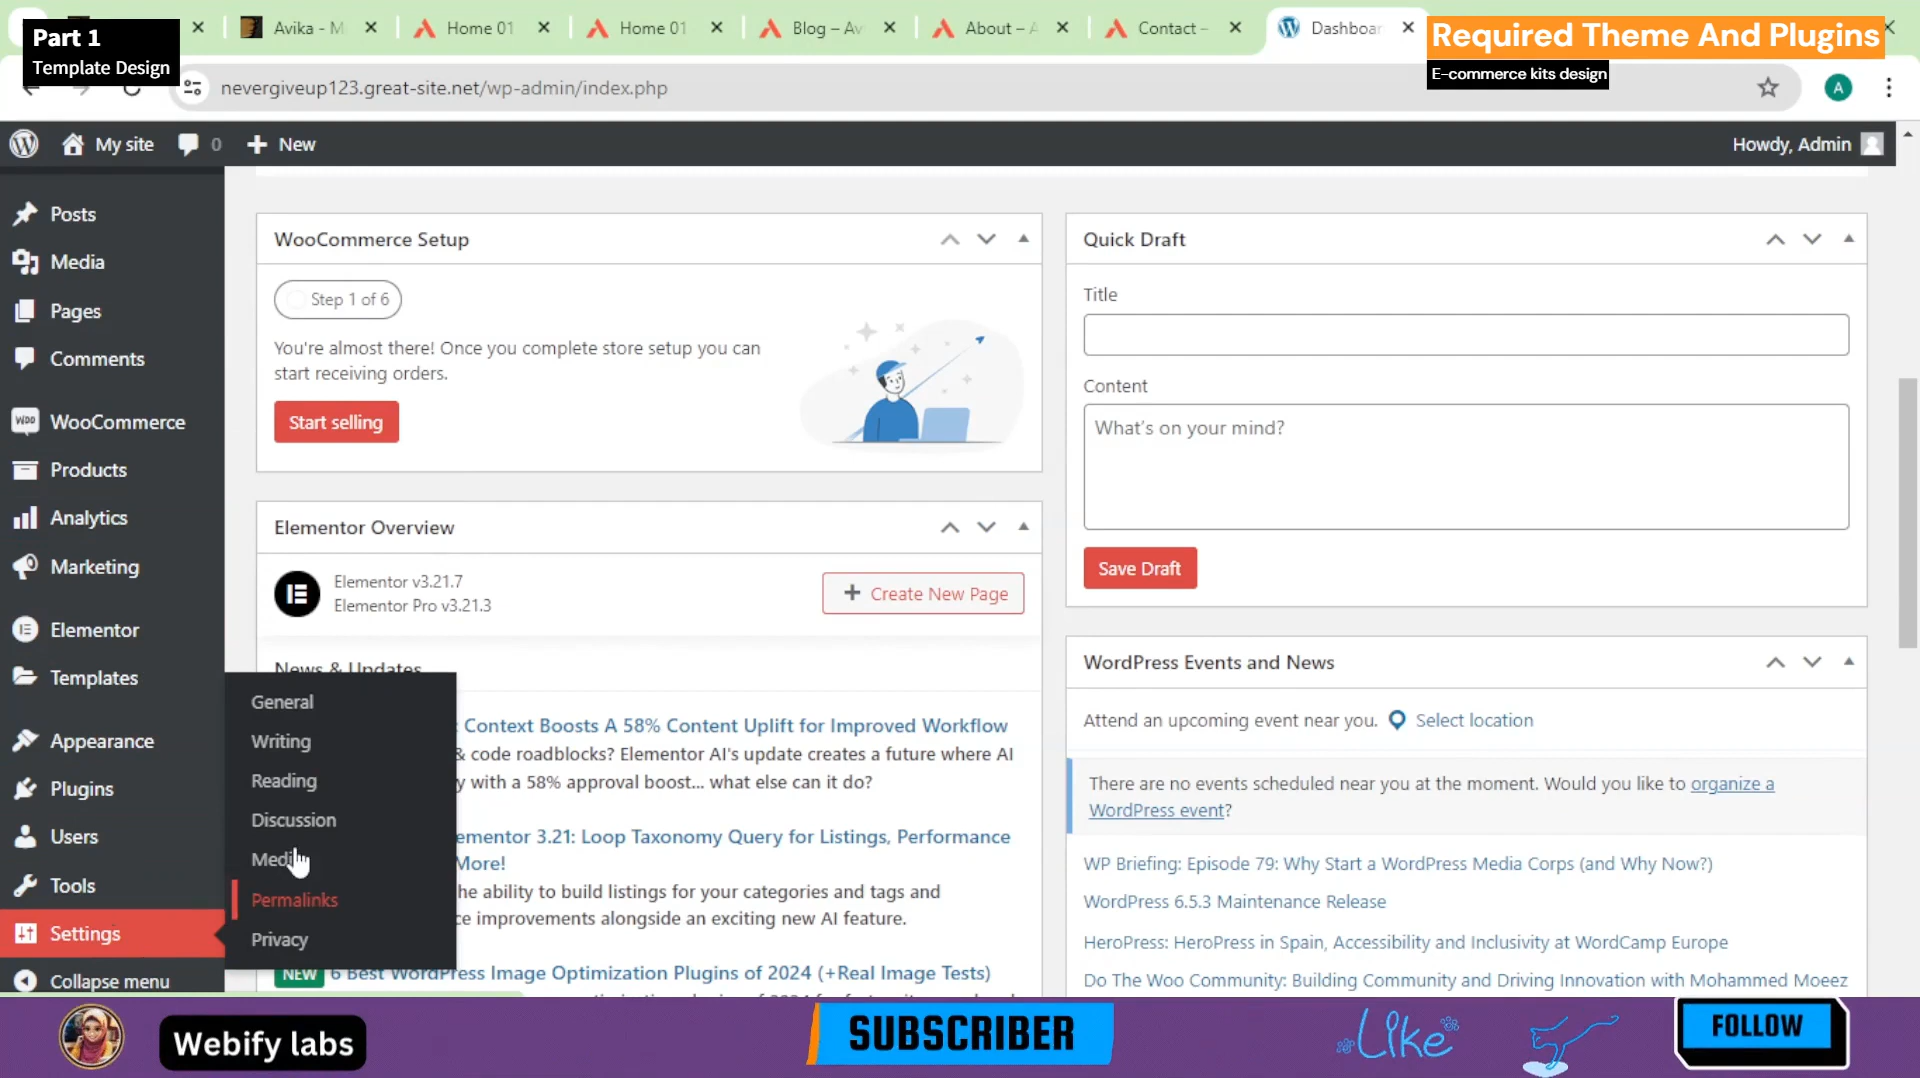 Part 1
Template Design
Avika - M
Home 01
Home 01
Blog – Av
About – A
Contact –
Dashboar
Required Theme And Plugins
E-commerce kits design
nevergiveup123.great-site.net/wp-admin/index.php
A
My site
0
New
Howdy, Admin
Posts
Media
Pages
Comments
WooCommerce
Products
Analytics
Marketing
Elementor
Templates
Appearance
Plugins
Users
Tools
Settings
Collapse menu
General
Writing
Reading
Discussion
Medi
Permalinks
Privacy
WooCommerce Setup
Step 1 of 6
You're almost there! Once you complete store setup you can
start receiving orders.
Start selling
Elementor Overview
Elementor v3.21.7
Elementor Pro v3.21.3
Create New Page
News & Updates
: Context Boosts A 58% Content Uplift for Improved Workflow
& code roadblocks? Elementor AI's update creates a future where AI
y with a 58% approval boost... what else can it do?
ementor 3.21: Loop Taxonomy Query for Listings, Performance
More!
he ability to build listings for your categories and tags and
ce improvements alongside an exciting new AI feature.
NEW 6 Best WordPress Image Optimization Plugins of 2024 (+Real Image Tests)
Quick Draft
Title
Content
What's on your mind?
Save Draft
WordPress Events and News
Attend an upcoming event near you. Select location
There are no events scheduled near you at the moment. Would you like to organize a
WordPress event?
WP Briefing: Episode 79: Why Start a WordPress Media Corps (and Why Now?)
WordPress 6.5.3 Maintenance Release
HeroPress: HeroPress in Spain, Accessibility and Inclusivity at WordCamp Europe
Do The Woo Community: Building Community and Driving Innovation with Mohammed Moeez
Webify labs
SUBSCRIBER
Like
FOLLOW